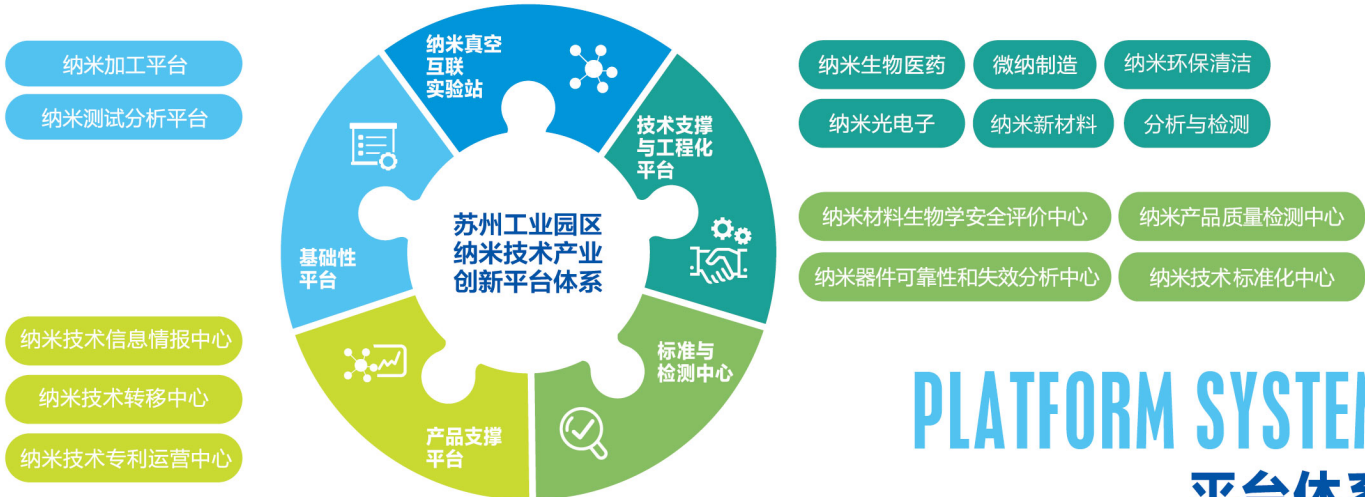 纳米加工平台
纳米测试分析平台
纳米真空
互联
实验站
技术支撑
与工程化
平台
基础性
平台
苏州工业园区
纳米技术产业
创新平台体系
标准与
检测中心
产品支撑
平台
纳米生物医药
微纳制造
纳米环保清洁
纳米光电子
纳米新材料
分析与检测
纳米材料生物学安全评价中心
纳米产品质量检测中心
纳米器件可靠性和失效分析中心
纳米技术标准化中心
纳米技术信息情报中心
纳米技术转移中心
纳米技术专利运营中心
PLATFORM SYSTEM
平台体系